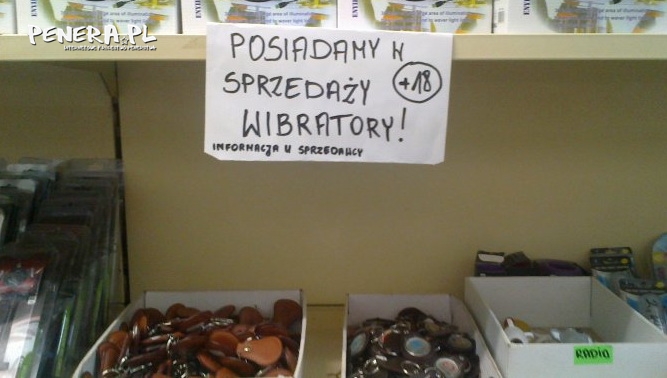 PENERA.PL
POSIADAMY W
SPRZEDAŻY +18
WIBRATORY!
INFORMACJA U SPRZEDAWCY
RADIO